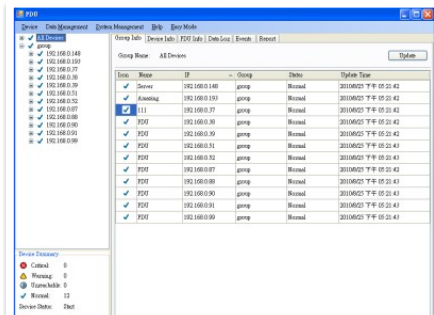 PDU
Device Data Management System Management Help Easy Mode
All Devices
group
192.168.0.148
192.168.0.193
192.168.0.37
192.168.0.38
192.168.0.39
192.168.0.51
192.168.0.52
192.168.0.87
192.168.0.88
192.168.0.90
192.168.0.91
192.168.0.99
Group Info Device Info PDU Info Data Log Events Report
Group Name: All Devices Update
Icon Name IP Group Status Update Time
Server 192.168.0.148 group Normal 2010/8/25 下午 05:21:42
192.168.0.193 group Normal 2010/8/25 下午 05:21:42
111 192.168.0.37 group Normal 2010/8/25 下午 05:21:42
PDU 192.168.0.38 group Normal 2010/8/25 下午 05:21:42
PDU 192.168.0.39 group Normal 2010/8/25 下午 05:21:42
PDU 192.168.0.51 group Normal 2010/8/25 下午 05:21:43
PDU 192.168.0.52 group Normal 2010/8/25 下午 05:21:43
PDU 192.168.0.87 group Normal 2010/8/25 下午 05:21:42
PDU 192.168.0.88 group Normal 2010/8/25 下午 05:21:43
PDU 192.168.0.90 group Normal 2010/8/25 下午 05:21:43
PDU 192.168.0.91 group Normal 2010/8/25 下午 05:21:43
PDU 192.168.0.99 group Normal 2010/8/25 下午 05:21:43
Device Summary
Critical: 0
Warning: 0
Unreachable: 0
Normal: 12
Service Status: Start